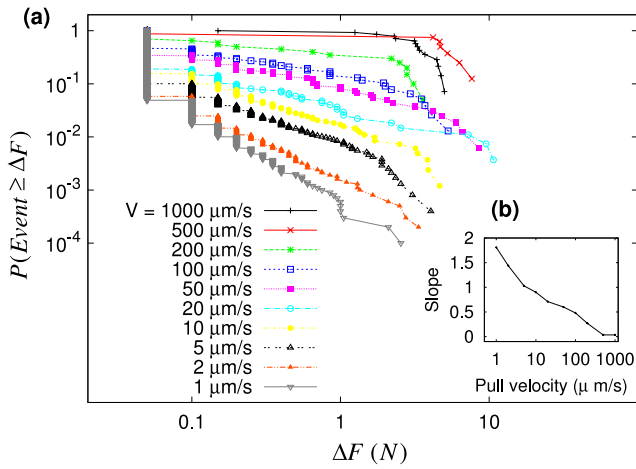 (a)
1
10⁻¹
10⁻²
10⁻³
10⁻⁴
P(Event ≥ ΔF)
V = 1000 μm/s
500 μm/s
200 μm/s
100 μm/s
50 μm/s
20 μm/s
10 μm/s
5 μm/s
2 μm/s
1 μm/s
0.1 1 10
ΔF (N)
(b)
2
1.5
1
0.5
0
Slope
1 10 100 1000
Pull velocity (μ m/s)